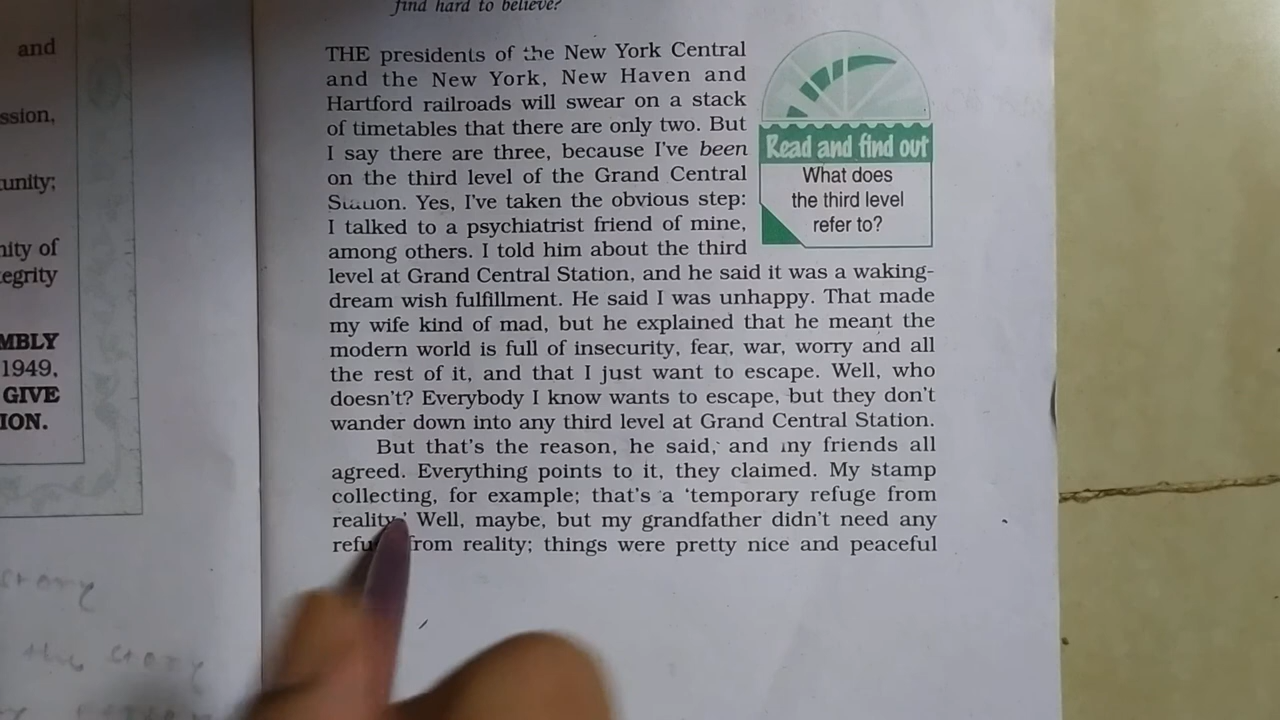 and
ssion,
unity;
nity of
tegrity
MBLY
1949,
GIVE
ION.
story
the story
find hard to believe?
THE presidents of the New York Central
and the New York, New Haven and
Hartford railroads will swear on a stack
of timetables that there are only two. But
I say there are three, because I've been
on the third level of the Grand Central
Station. Yes, I've taken the obvious step:
I talked to a psychiatrist friend of mine,
among others. I told him about the third
level at Grand Central Station, and he said it was a waking-
dream wish fulfillment. He said I was unhappy. That made
my wife kind of mad, but he explained that he meant the
modern world is full of insecurity, fear, war, worry and all
the rest of it, and that I just want to escape. Well, who
doesn't? Everybody I know wants to escape, but they don't
wander down into any third level at Grand Central Station.
But that's the reason, he said, and my friends all
agreed. Everything points to it, they claimed. My stamp
collecting, for example; that's a 'temporary refuge from
reality.' Well, maybe, but my grandfather didn't need any
refuge from reality; things were pretty nice and peaceful
Read and find out
What does
the third level
refer to?